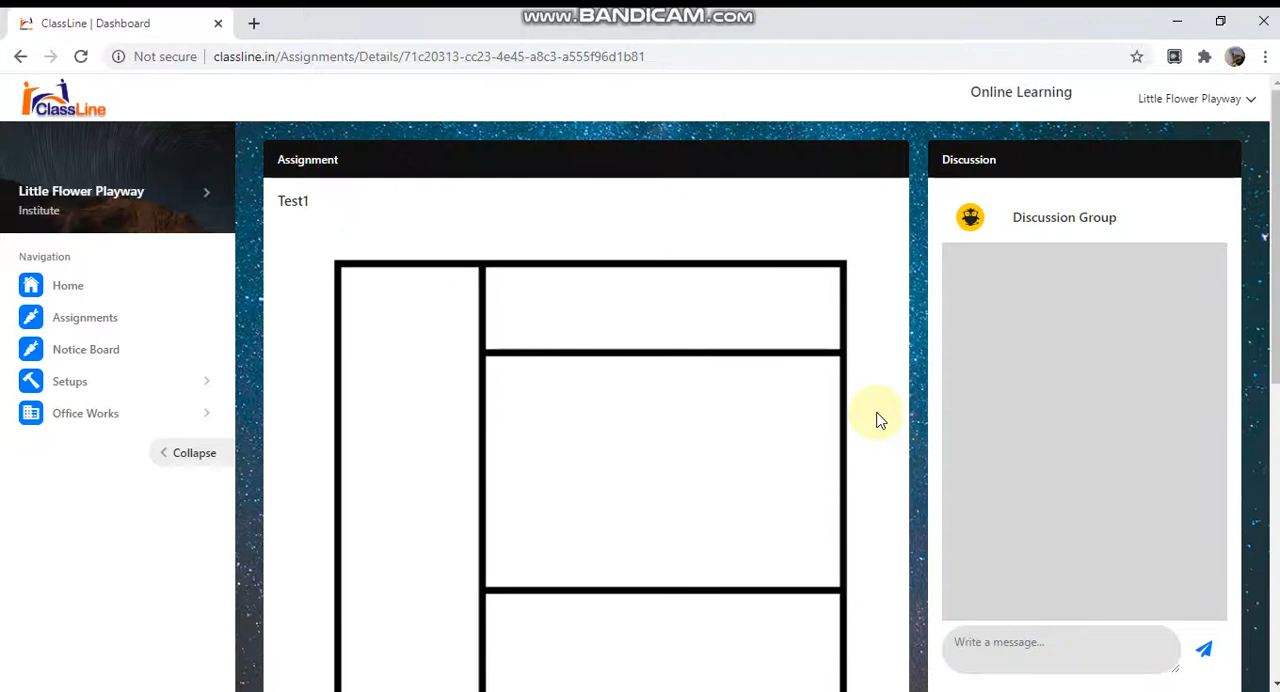 www.BANDICAM.com
ClassLine | Dashboard
Not secure
classline.in/Assignments/Details/71c20313-cc23-4e45-a8c3-a555f96d1b81
ClassLine
Online Learning
Little Flower Playway
Little Flower Playway
Institute
Navigation
Home
Assignments
Notice Board
Setups
Office Works
Collapse
Assignment
Test1
Discussion
Discussion Group
Write a message...